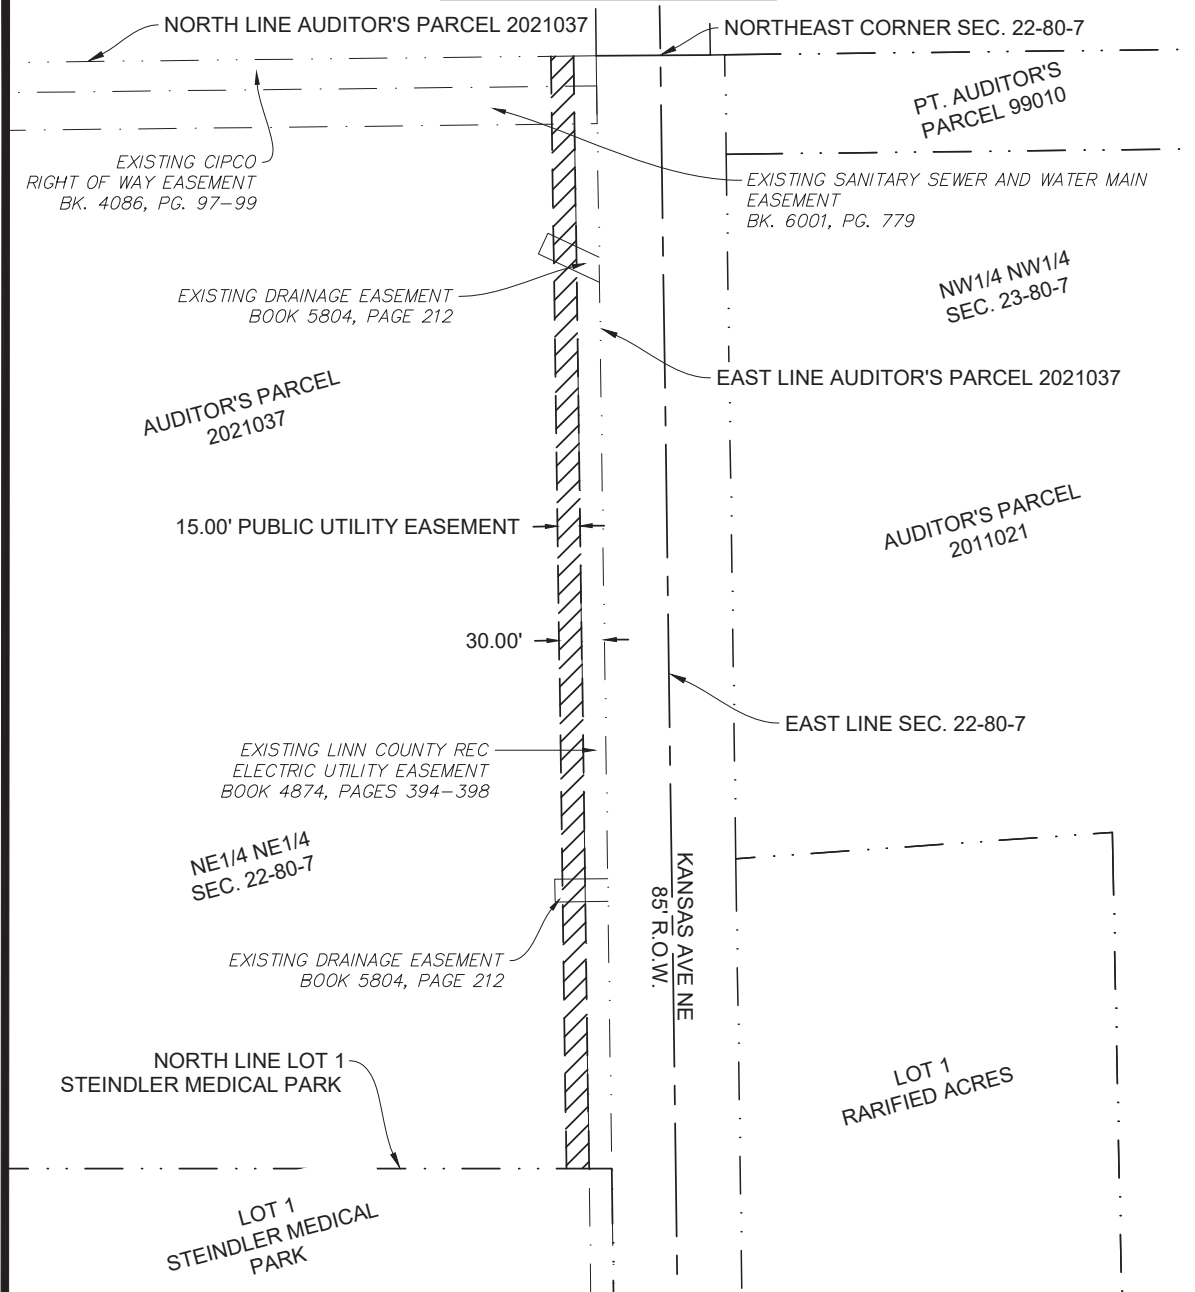 NORTH LINE AUDITOR'S PARCEL 2021037
NORTHEAST CORNER SEC. 22-80-7
PT. AUDITOR'S
PARCEL 99010
EXISTING CIPCO
RIGHT OF WAY EASEMENT
BK. 4086, PG. 97-99
EXISTING SANITARY SEWER AND WATER MAIN
EASEMENT
BK. 6001, PG. 779
NW1/4 NW1/4
SEC. 23-80-7
EXISTING DRAINAGE EASEMENT
BOOK 5804, PAGE 212
EAST LINE AUDITOR'S PARCEL 2021037
AUDITOR'S PARCEL
2021037
15.00' PUBLIC UTILITY EASEMENT
AUDITOR'S PARCEL
2011021
30.00'
EAST LINE SEC. 22-80-7
EXISTING LINN COUNTY REC
ELECTRIC UTILITY EASEMENT
BOOK 4874, PAGES 394-398
NE1/4 NE1/4
SEC. 22-80-7
KANSAS AVE NE
85' R.O.W.
EXISTING DRAINAGE EASEMENT
BOOK 5804, PAGE 212
NORTH LINE LOT 1
STEINDLER MEDICAL PARK
LOT 1
RARIFIED ACRES
LOT 1
STEINDLER MEDICAL
PARK